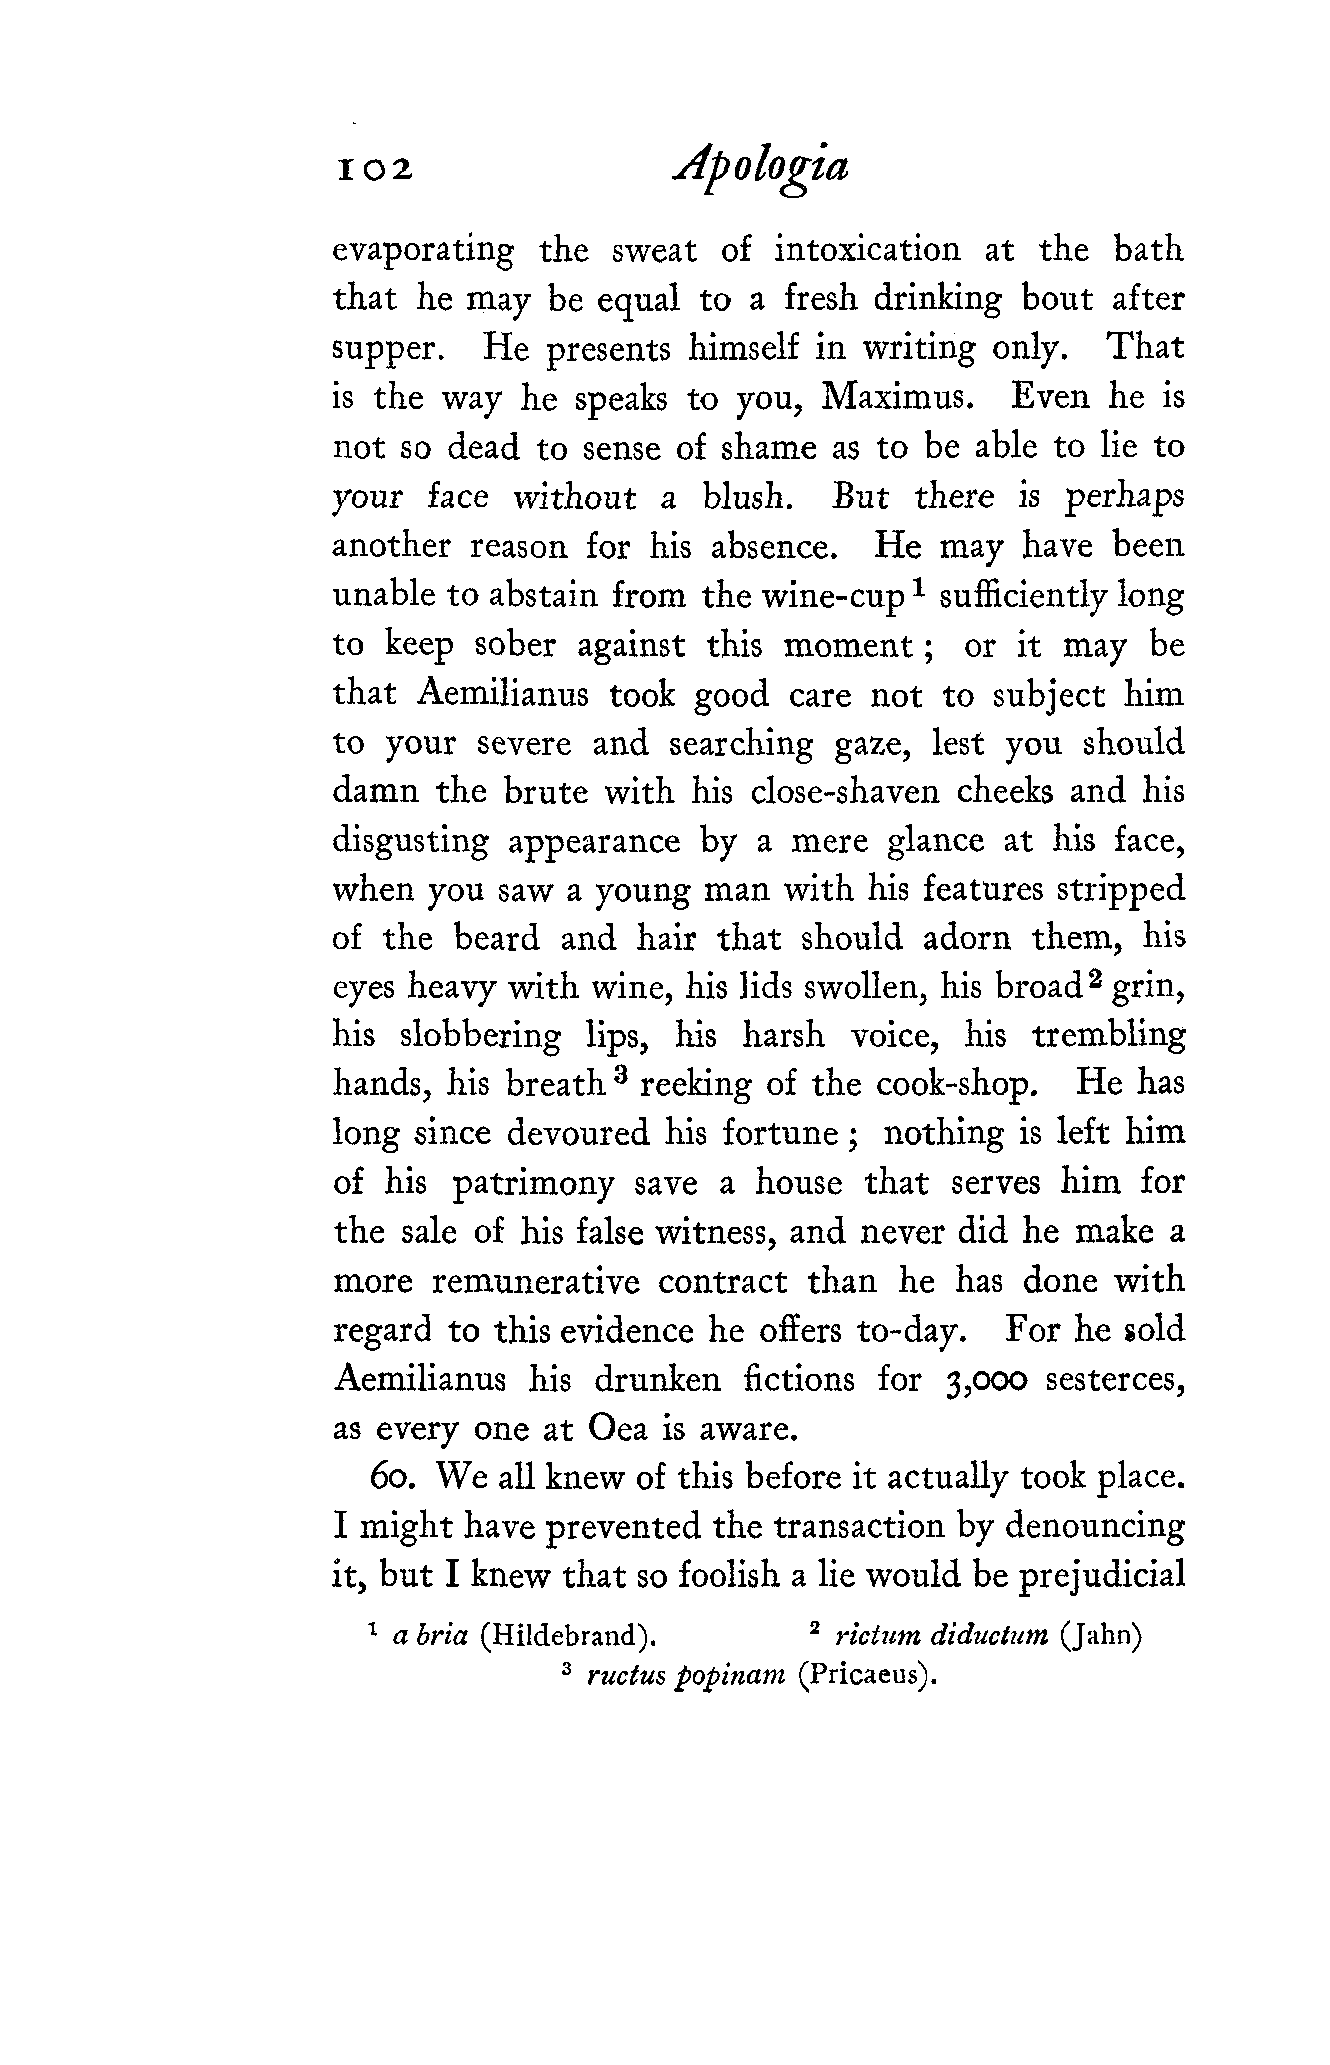 102 Apologia
evaporating the sweat of intoxication at the bath
that he may be equal to a fresh drinking bout after
supper. He presents himself in writing only. That
is the way he speaks to you, Maximus. Even he is
not so dead to sense of shame as to be able to lie to
your face without a blush. But there is perhaps
another reason for his absence. He may have been
unable to abstain from the wine-cup¹ sufficiently long
to keep sober against this moment; or it may be
that Aemilianus took good care not to subject him
to your severe and searching gaze, lest you should
damn the brute with his close-shaven cheeks and his
disgusting appearance by a mere glance at his face,
when you saw a young man with his features stripped
of the beard and hair that should adorn them, his
eyes heavy with wine, his lids swollen, his broad² grin,
his slobbering lips, his harsh voice, his trembling
hands, his breath³ reeking of the cook-shop. He has
long since devoured his fortune; nothing is left him
of his patrimony save a house that serves him for
the sale of his false witness, and never did he make a
more remunerative contract than he has done with
regard to this evidence he offers to-day. For he sold
Aemilianus his drunken fictions for 3,000 sesterces,
as every one at Oea is aware.
60. We all knew of this before it actually took place.
I might have prevented the transaction by denouncing
it, but I knew that so foolish a lie would be prejudicial
¹ a bria (Hildebrand). ² rictum diductum (Jahn)
³ ructus popinam (Pricaeus).